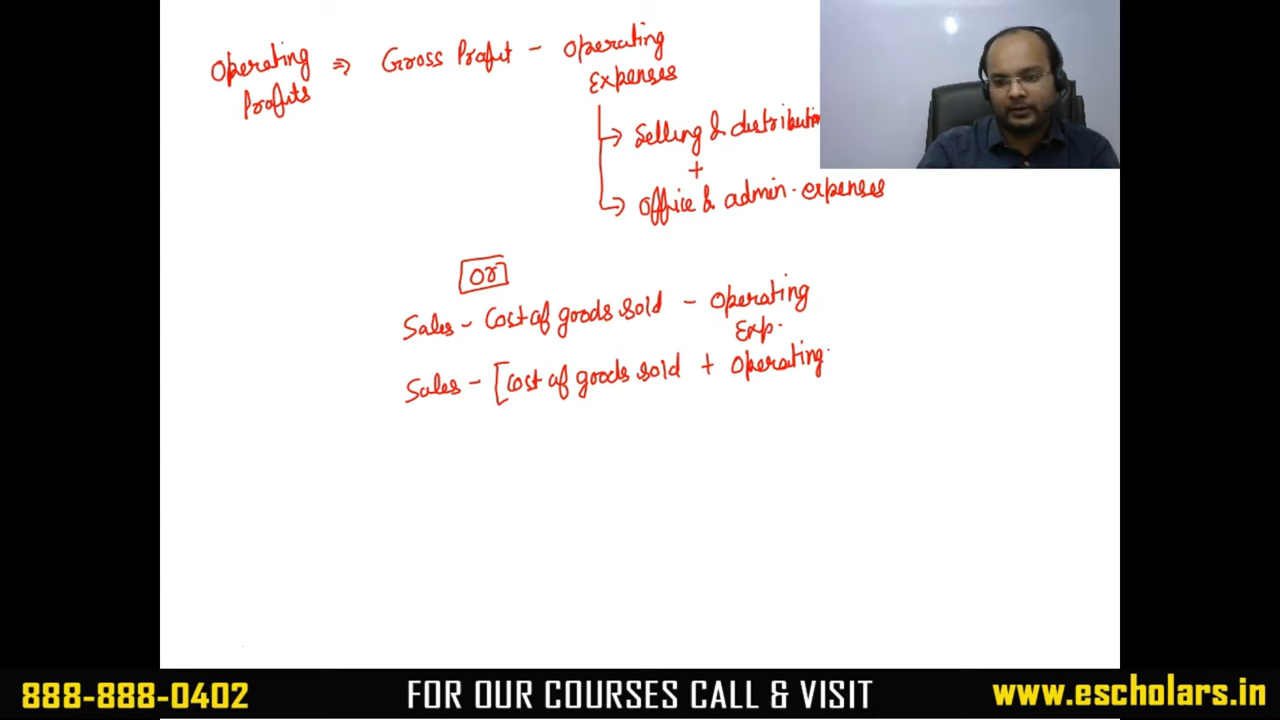 Operating ⇒ Gross Profit - Operating
Profits Expenses
→ Selling & distribution
+
→ Office & admin. expenses
Or
Sales - Cost of goods sold - Operating
Exp.
Sales - [Cost of goods sold + Operating
888-888-0402 FOR OUR COURSES CALL & VISIT www.escholars.in